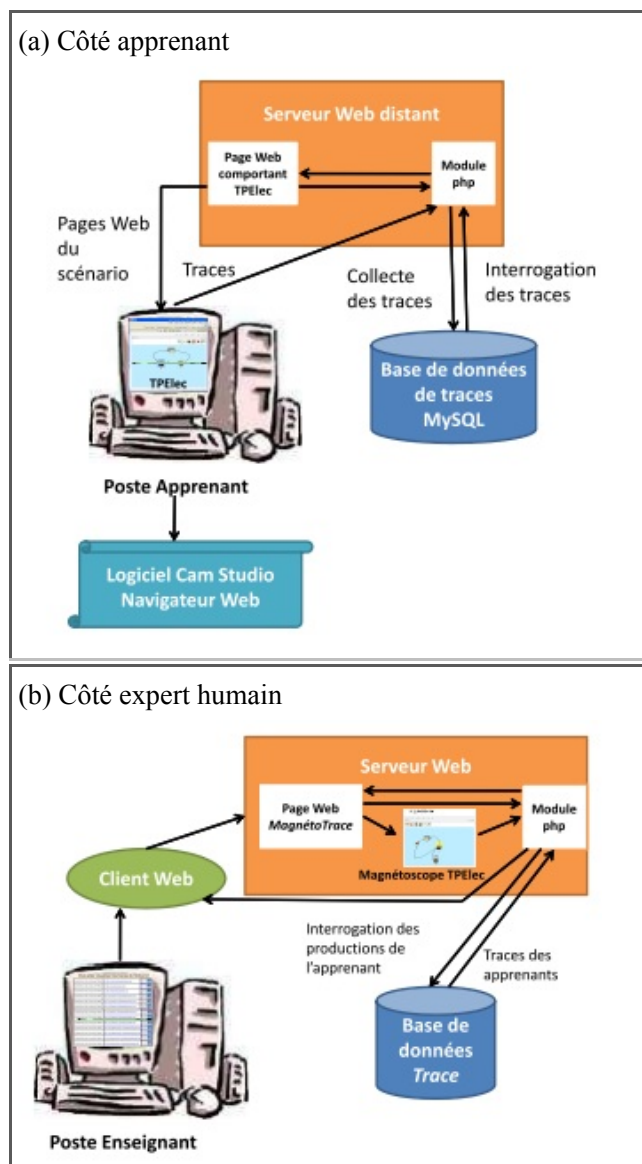 (a) Côté apprenant
Serveur Web distant
Page Web
comportant
TPElec
Module
php
Pages Web
du
scénario
Traces
Collecte
des traces
Interrogation
des traces
TPElec
Base de données
de traces
MySQL
Poste Apprenant
Logiciel Cam Studio
Navigateur Web
(b) Côté expert humain
Serveur Web
Page Web
MagnétoTrace
Module
php
Magnétoscope TPElec
Client Web
Interrogation des
productions de
l'apprenant
Traces des
apprenants
Base de
données
Trace
Poste Enseignant